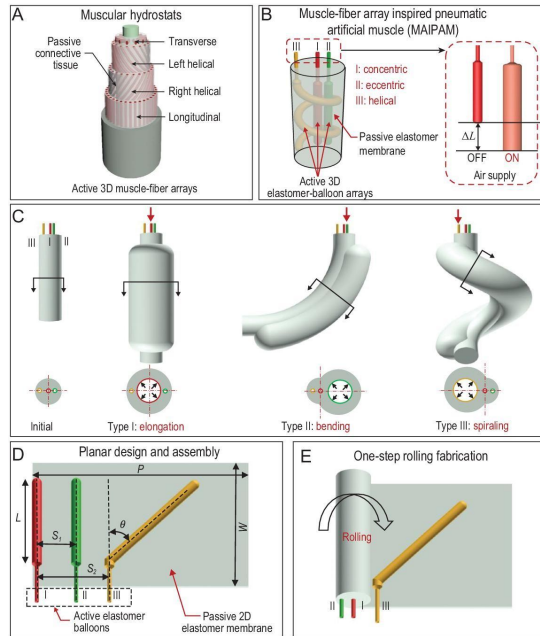 A
Muscular hydrostats
Passive
connective
tissue
Transverse
Left helical
Right helical
Longitudinal
Active 3D muscle-fiber arrays
B
Muscle-fiber array inspired pneumatic
artificial muscle (MAIPAM)
III I II
I: concentric
II: eccentric
III: helical
Passive elastomer
membrane
Active 3D
elastomer-balloon arrays
ΔL
OFF ON
Air supply
C
III I II
Initial
Type I: elongation
Type II: bending
Type III: spiraling
D
Planar design and assembly
P
L
W
S1
S2
θ
I II III
Active elastomer
balloons
Passive 2D
elastomer membrane
E
One-step rolling fabrication
Rolling
II I III